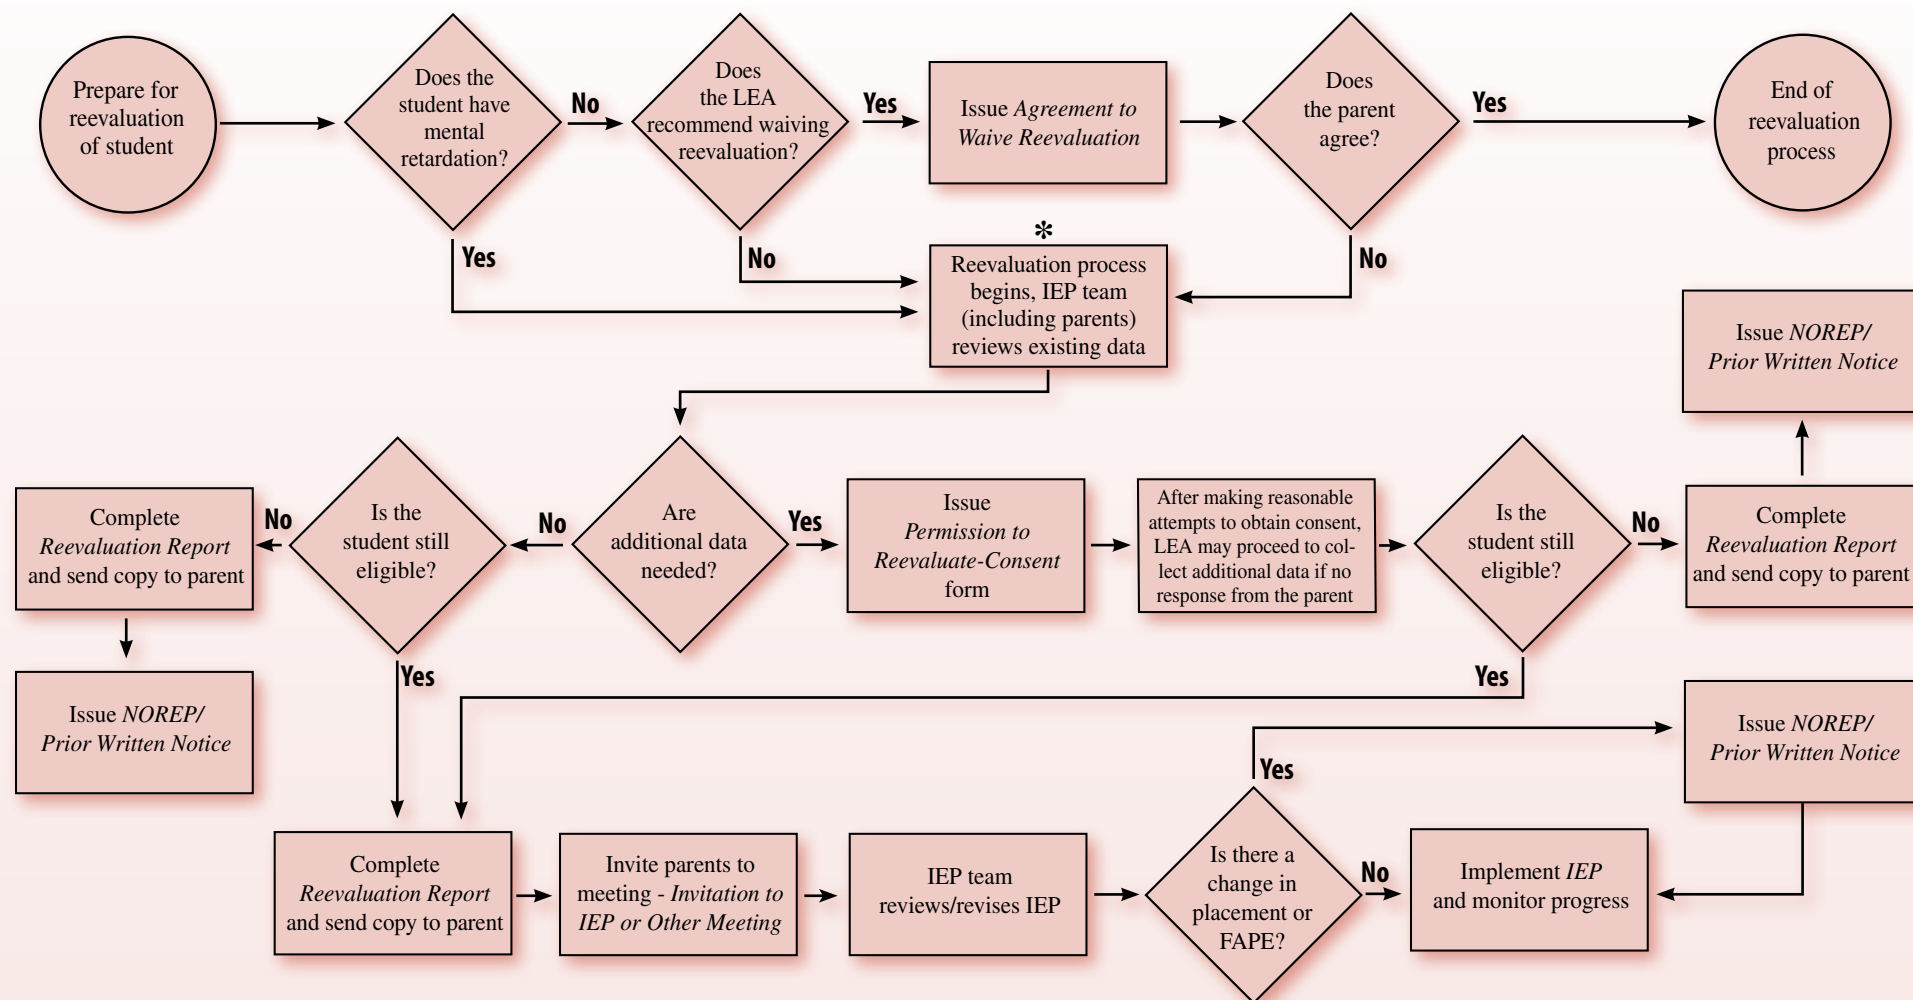 Prepare for
reevaluation
of student
Does the
student have
mental
retardation?
No
Does
the LEA
recommend waiving
reevaluation?
Yes
Issue Agreement to
Waive Reevaluation
Does
the parent
agree?
Yes
End of
reevaluation
process
Yes
No
*
Reevaluation process
begins, IEP team
(including parents)
reviews existing data
No
Issue NOREP/
Prior Written Notice
Complete
Reevaluation Report
and send copy to parent
No
Is the
student still
eligible?
No
Are
additional data
needed?
Yes
Issue
Permission to
Reevaluate-Consent
form
After making reasonable
attempts to obtain consent,
LEA may proceed to col-
lect additional data if no
response from the parent
Is the
student still
eligible?
No
Complete
Reevaluation Report
and send copy to parent
Yes
Yes
Issue NOREP/
Prior Written Notice
Issue NOREP/
Prior Written Notice
Yes
Complete
Reevaluation Report
and send copy to parent
Invite parents to
meeting - Invitation to
IEP or Other Meeting
IEP team
reviews/revises IEP
Is there a
change in
placement or
FAPE?
No
Implement IEP
and monitor progress